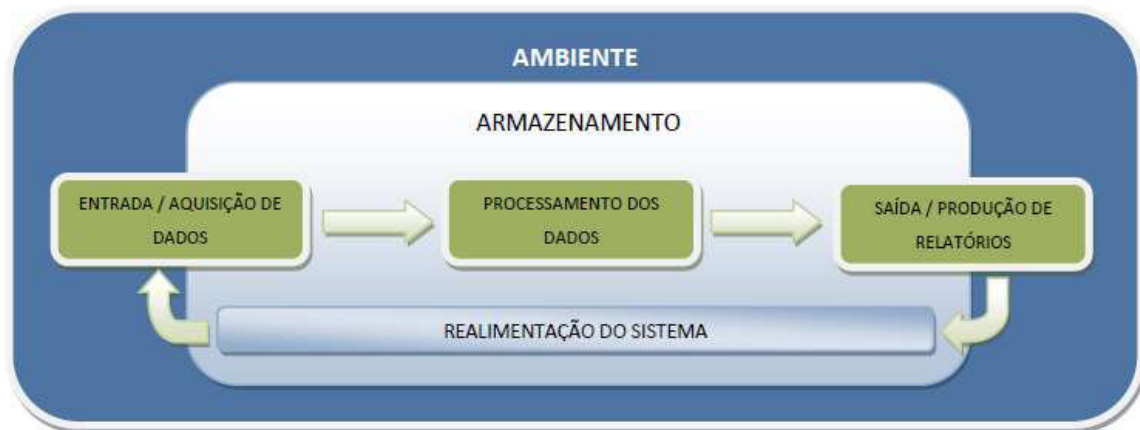 AMBIENTE
ARMAZENAMENTO
ENTRADA / AQUISIÇÃO DE
DADOS
PROCESSAMENTO DOS
DADOS
SAÍDA / PRODUÇÃO DE
RELATÓRIOS
REALIMENTAÇÃO DO SISTEMA